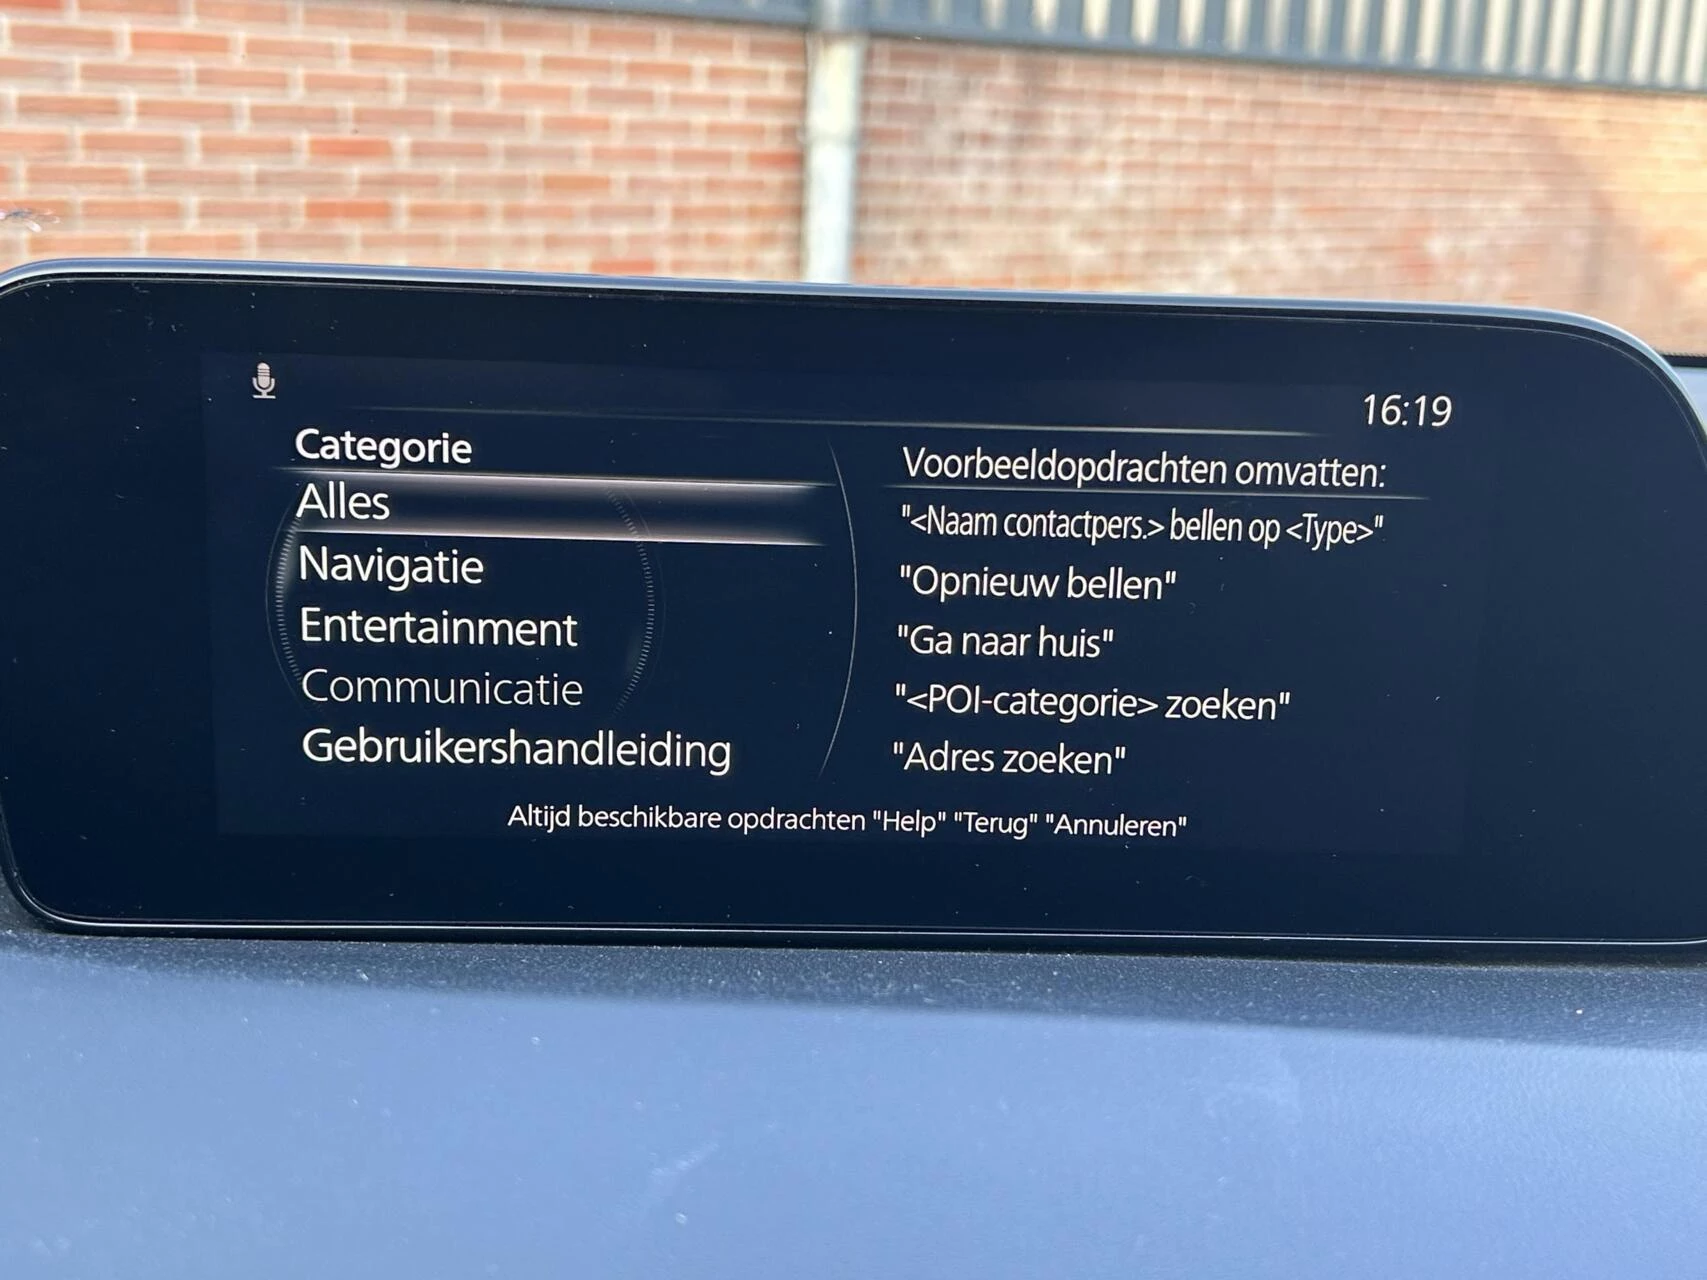 16:19
Categorie
Alles
Navigatie
Entertainment
Communicatie
Gebruikershandleiding
Voorbeeldopdrachten omvatten:
"<Naam contactpers.> bellen op <Type>"
"Opnieuw bellen"
"Ga naar huis"
"<POI-categorie> zoeken"
"Adres zoeken"
Altijd beschikbare opdrachten "Help" "Terug" "Annuleren"